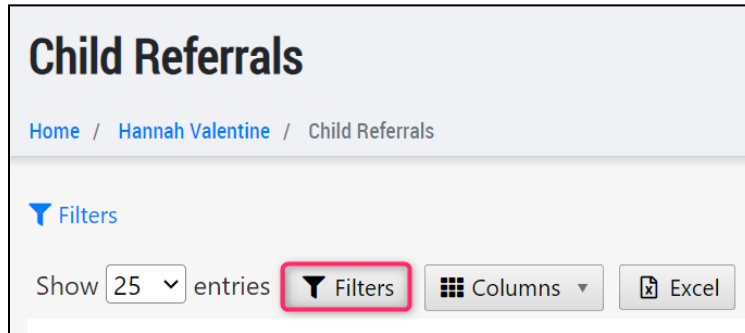 Child Referrals
Home / Hannah Valentine / Child Referrals
Filters
Show 25 entries Filters Columns Excel